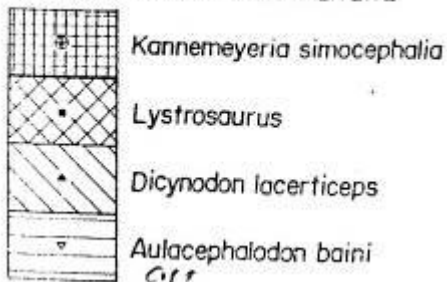 Kannemeyeria simocephalia
Lystrosaurus
Dicynodon lacerticeps
Aulacephalodon baini